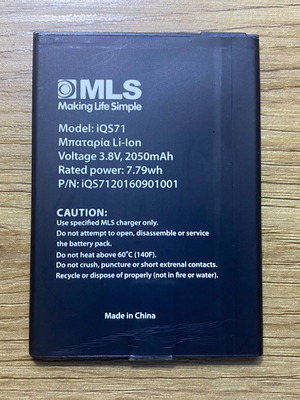 MLS
Making Life Simple
Model: iQS71
Μπαταρία Li-Ion
Voltage 3.8V, 2050mAh
Rated power: 7.79wh
P/N: iQS7120160901001
CAUTION:
Use specified MLS charger only.
Do not attempt to open, disassemble or service
the battery pack.
Do not heat above 60°C (140F).
Do not crush, puncture or short extrenal contacts.
Recycle or dispose of properly (not in fire or water).
Made in China